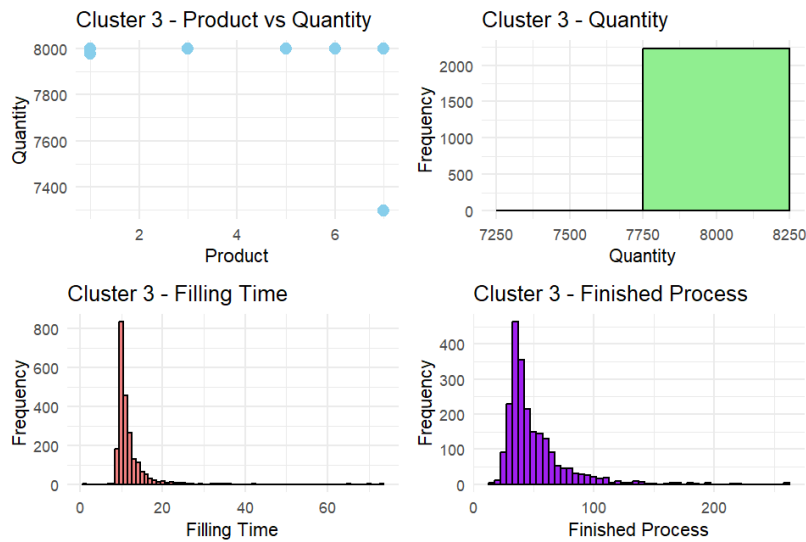 Cluster 3 - Product vs Quantity
8000
7800
7600
7400
Quantity
2
4
6
Product
Cluster 3 - Quantity
2000
1500
1000
500
0
Frequency
7250
7500
7750
8000
8250
Quantity
Cluster 3 - Filling Time
800
600
400
200
0
Frequency
0
20
40
60
Filling Time
Cluster 3 - Finished Process
400
300
200
100
0
Frequency
0
100
200
Finished Process